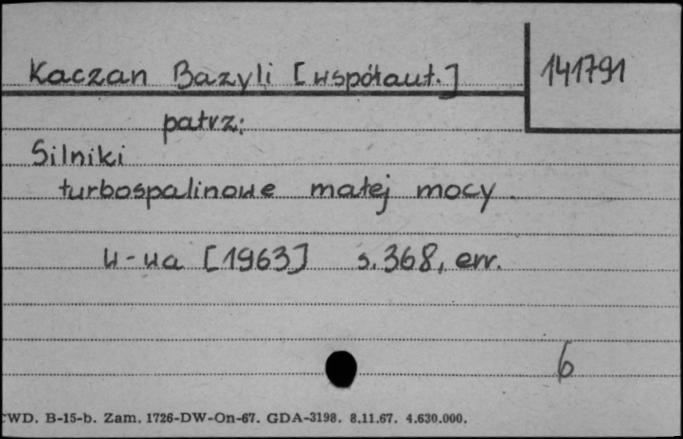 Kaczan Bazyli [współaut.]
141791
patrz:
Silniki
turbospalinowe małej mocy.
W-wa [1963] s.368, err.
6
CWD. B-15-b. Zam. 1726-DW-On-67. GDA-3198. 8.11.67. 4.630.000.